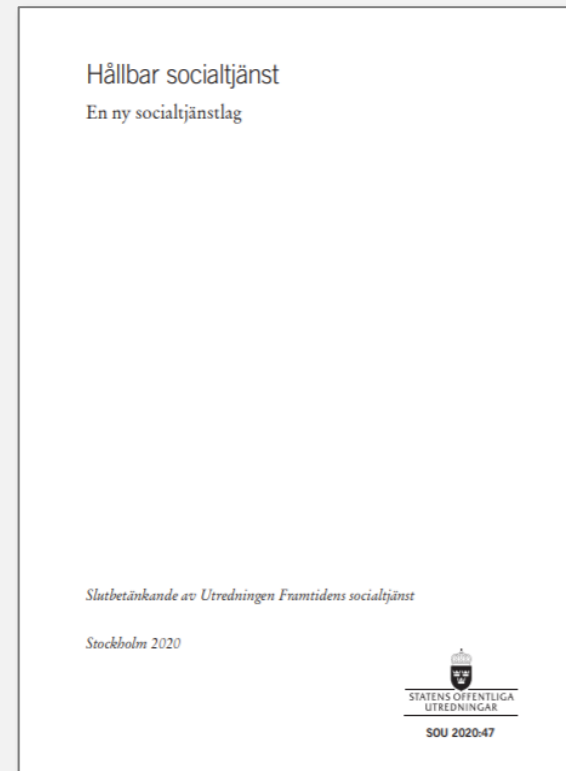 Hållbar socialtjänst
En ny socialtjänstlag
Slutbetänkande av Utredningen Framtidens socialtjänst
Stockholm 2020
STATENS OFFENTLIGA
UTREDNINGAR
SOU 2020:47